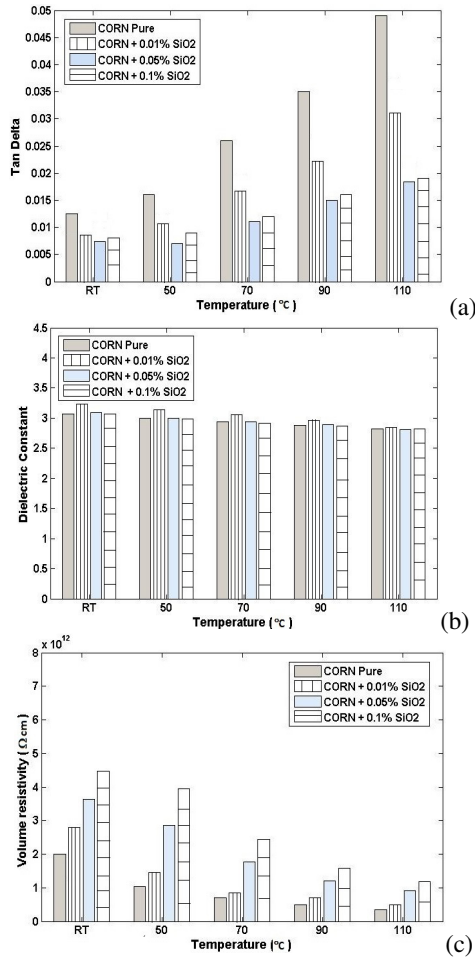 0.05
0.045
0.04
0.035
0.03
0.025
0.02
0.015
0.01
0.005
0
Tan Delta
CORN Pure
CORN + 0.01% SiO2
CORN + 0.05% SiO2
CORN + 0.1% SiO2
RT 50 70 90 110
Temperature (°C)
(a)
4.5
4
3.5
3
2.5
2
1.5
1
0.5
0
Dielectric Constant
CORN Pure
CORN + 0.01% SiO2
CORN + 0.05% SiO2
CORN + 0.1% SiO2
RT 50 70 90 110
Temperature (°C)
(b)
x 10^12
8
7
6
5
4
3
2
1
0
Volume resistivity (Ω cm)
CORN Pure
CORN + 0.01% SiO2
CORN + 0.05% SiO2
CORN + 0.1% SiO2
RT 50 70 90 110
Temperature (°C)
(c)